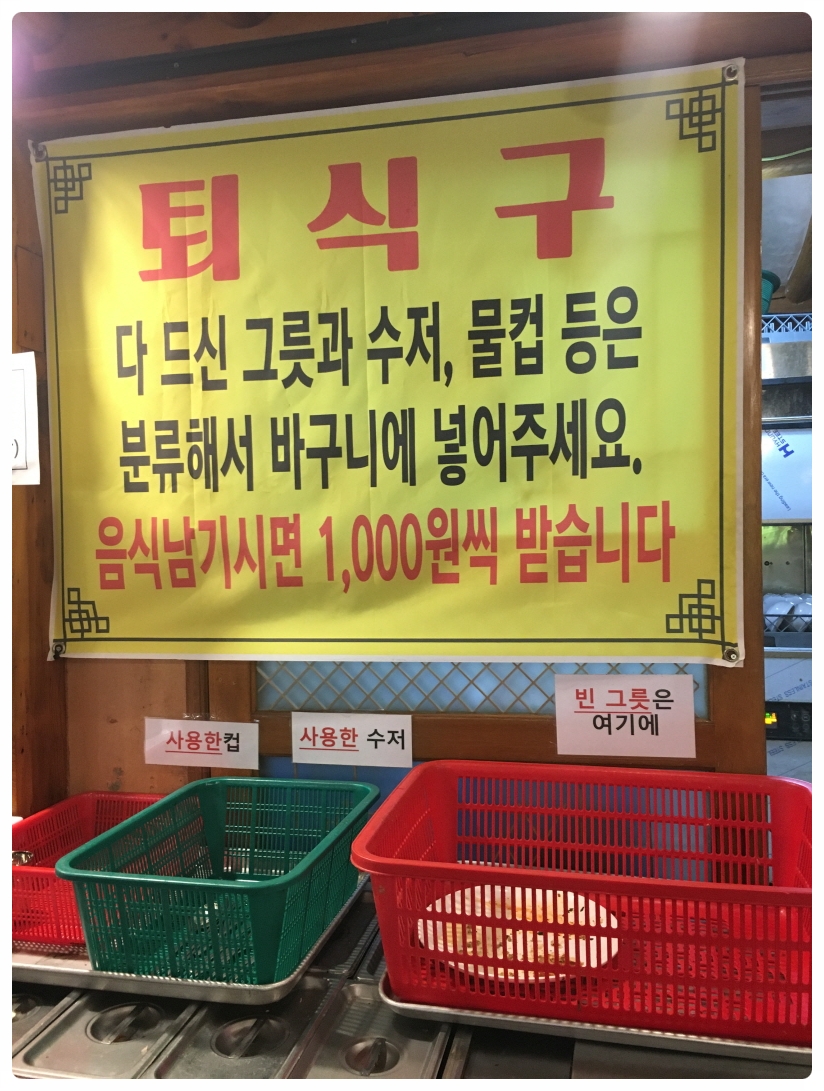 퇴식구
다 드신 그릇과 수저, 물컵 등은
분류해서 바구니에 넣어주세요.
음식남기시면 1,000원씩 받습니다
사용한컵
사용한 수저
빈 그릇은
여기에